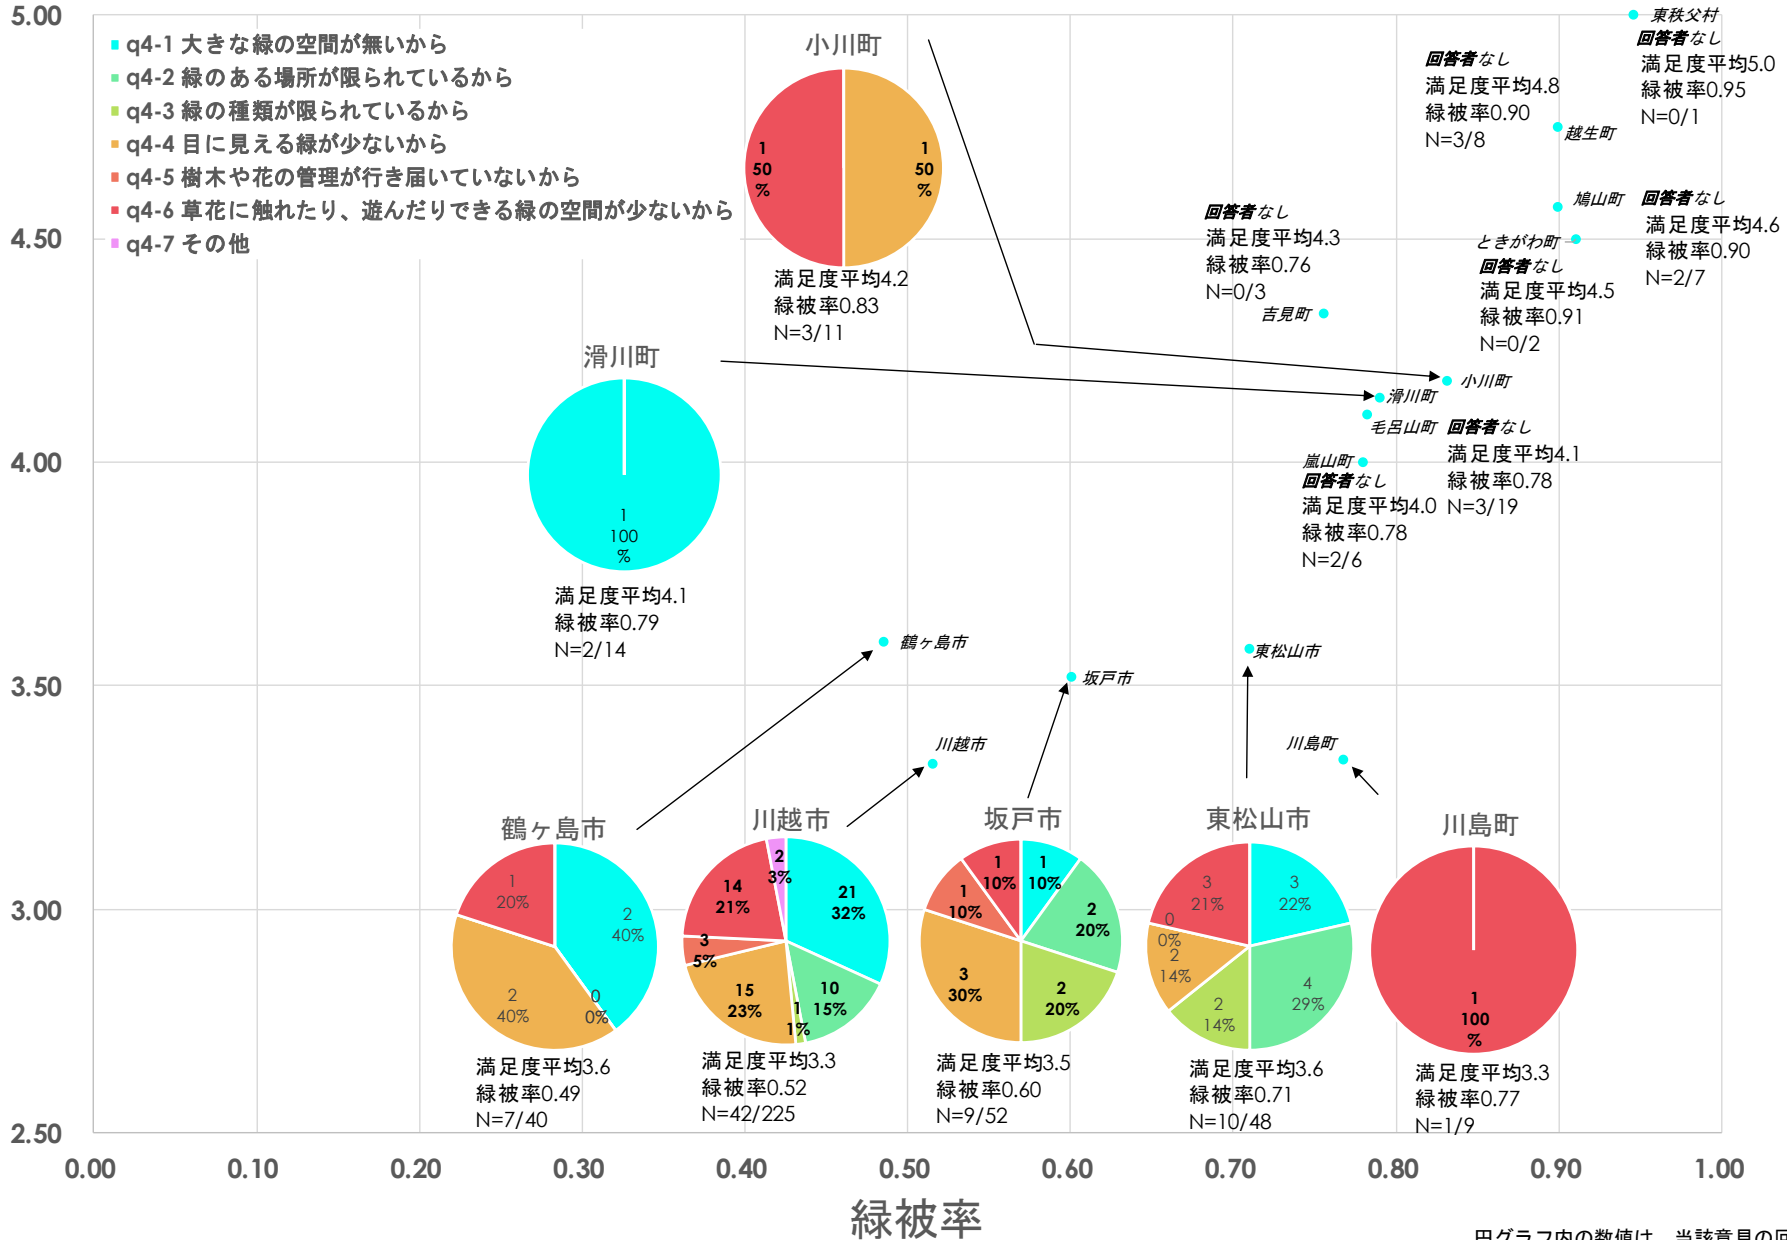 5.00
4.50
4.00
3.50
3.00
2.50
q4-1 大きな緑の空間が無いから
q4-2 緑のある場所が限られているから
q4-3 緑の種類が限られているから
q4-4 目に見える緑が少ないから
q4-5 樹木や花の管理が行き届いていないから
q4-6 草花に触れたり、遊んだりできる緑の空間が少ないから
q4-7 その他
小川町
1
50
%
1
50
%
満足度平均4.2
緑被率0.83
N=3/11
東秩父村
回答者なし
満足度平均5.0
緑被率0.95
N=0/1
回答者なし
満足度平均4.8
緑被率0.90
N=3/8
越生町
鳩山町
回答者なし
満足度平均4.6
緑被率0.90
N=2/7
ときがわ町
回答者なし
満足度平均4.5
緑被率0.91
N=0/2
回答者なし
満足度平均4.3
緑被率0.76
N=0/3
吉見町
小川町
滑川町
毛呂山町
回答者なし
満足度平均4.1
緑被率0.78
N=3/19
嵐山町
回答者なし
満足度平均4.0
緑被率0.78
N=2/6
滑川町
1
100
%
満足度平均4.1
緑被率0.79
N=2/14
鶴ヶ島市
坂戸市
東松山市
川越市
川島町
鶴ヶ島市
1
20%
2
40%
2
40%
0
0%
満足度平均3.6
緑被率0.49
N=7/40
川越市
2
3%
14
21%
21
32%
3
5%
15
23%
10
15%
1
1%
満足度平均3.3
緑被率0.52
N=42/225
坂戸市
1
10%
1
10%
1
10%
2
20%
3
30%
2
20%
満足度平均3.5
緑被率0.60
N=9/52
東松山市
3
21%
3
22%
0
0%
2
14%
4
29%
2
14%
満足度平均3.6
緑被率0.71
N=10/48
川島町
1
100
%
満足度平均3.3
緑被率0.77
N=1/9
0.00
0.10
0.20
0.30
0.40
0.50
0.60
0.70
0.80
0.90
1.00
緑被率
円グラフ内の数値は、当該意見の回